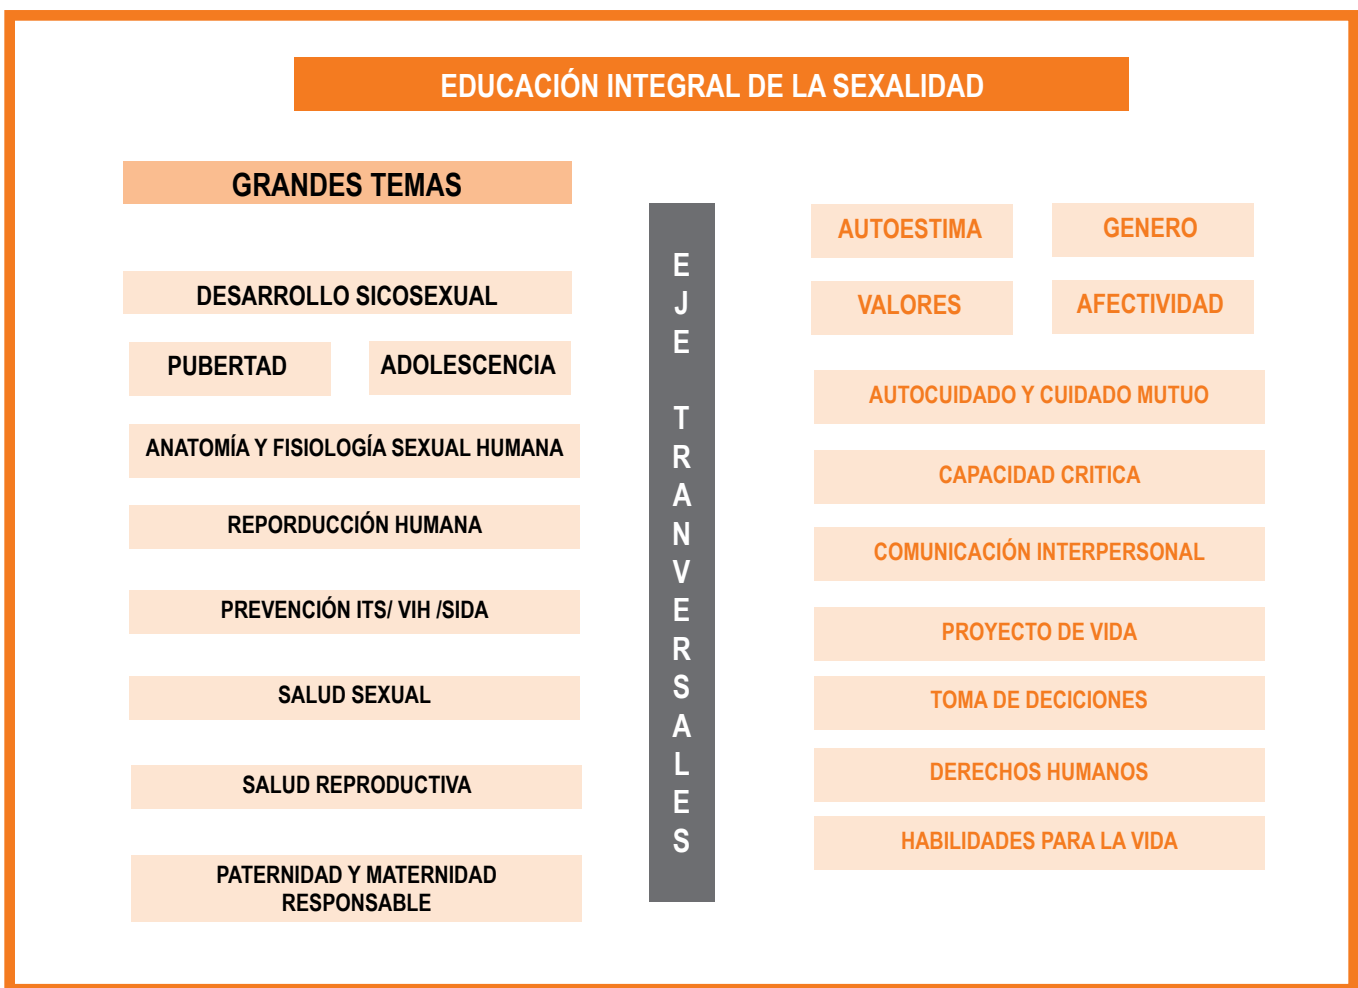 EDUCACIÓN INTEGRAL DE LA SEXALIDAD
GRANDES TEMAS
DESARROLLO SICOSEXUAL
PUBERTAD
ADOLESCENCIA
ANATOMÍA Y FISIOLOGÍA SEXUAL HUMANA
REPORDUCCIÓN HUMANA
PREVENCIÓN ITS/ VIH /SIDA
SALUD SEXUAL
SALUD REPRODUCTIVA
PATERNIDAD Y MATERNIDAD
RESPONSABLE
EJE TRANVERSALES
AUTOESTIMA
GENERO
VALORES
AFECTIVIDAD
AUTOCUIDADO Y CUIDADO MUTUO
CAPACIDAD CRITICA
COMUNICACIÓN INTERPERSONAL
PROYECTO DE VIDA
TOMA DE DECICIONES
DERECHOS HUMANOS
HABILIDADES PARA LA VIDA